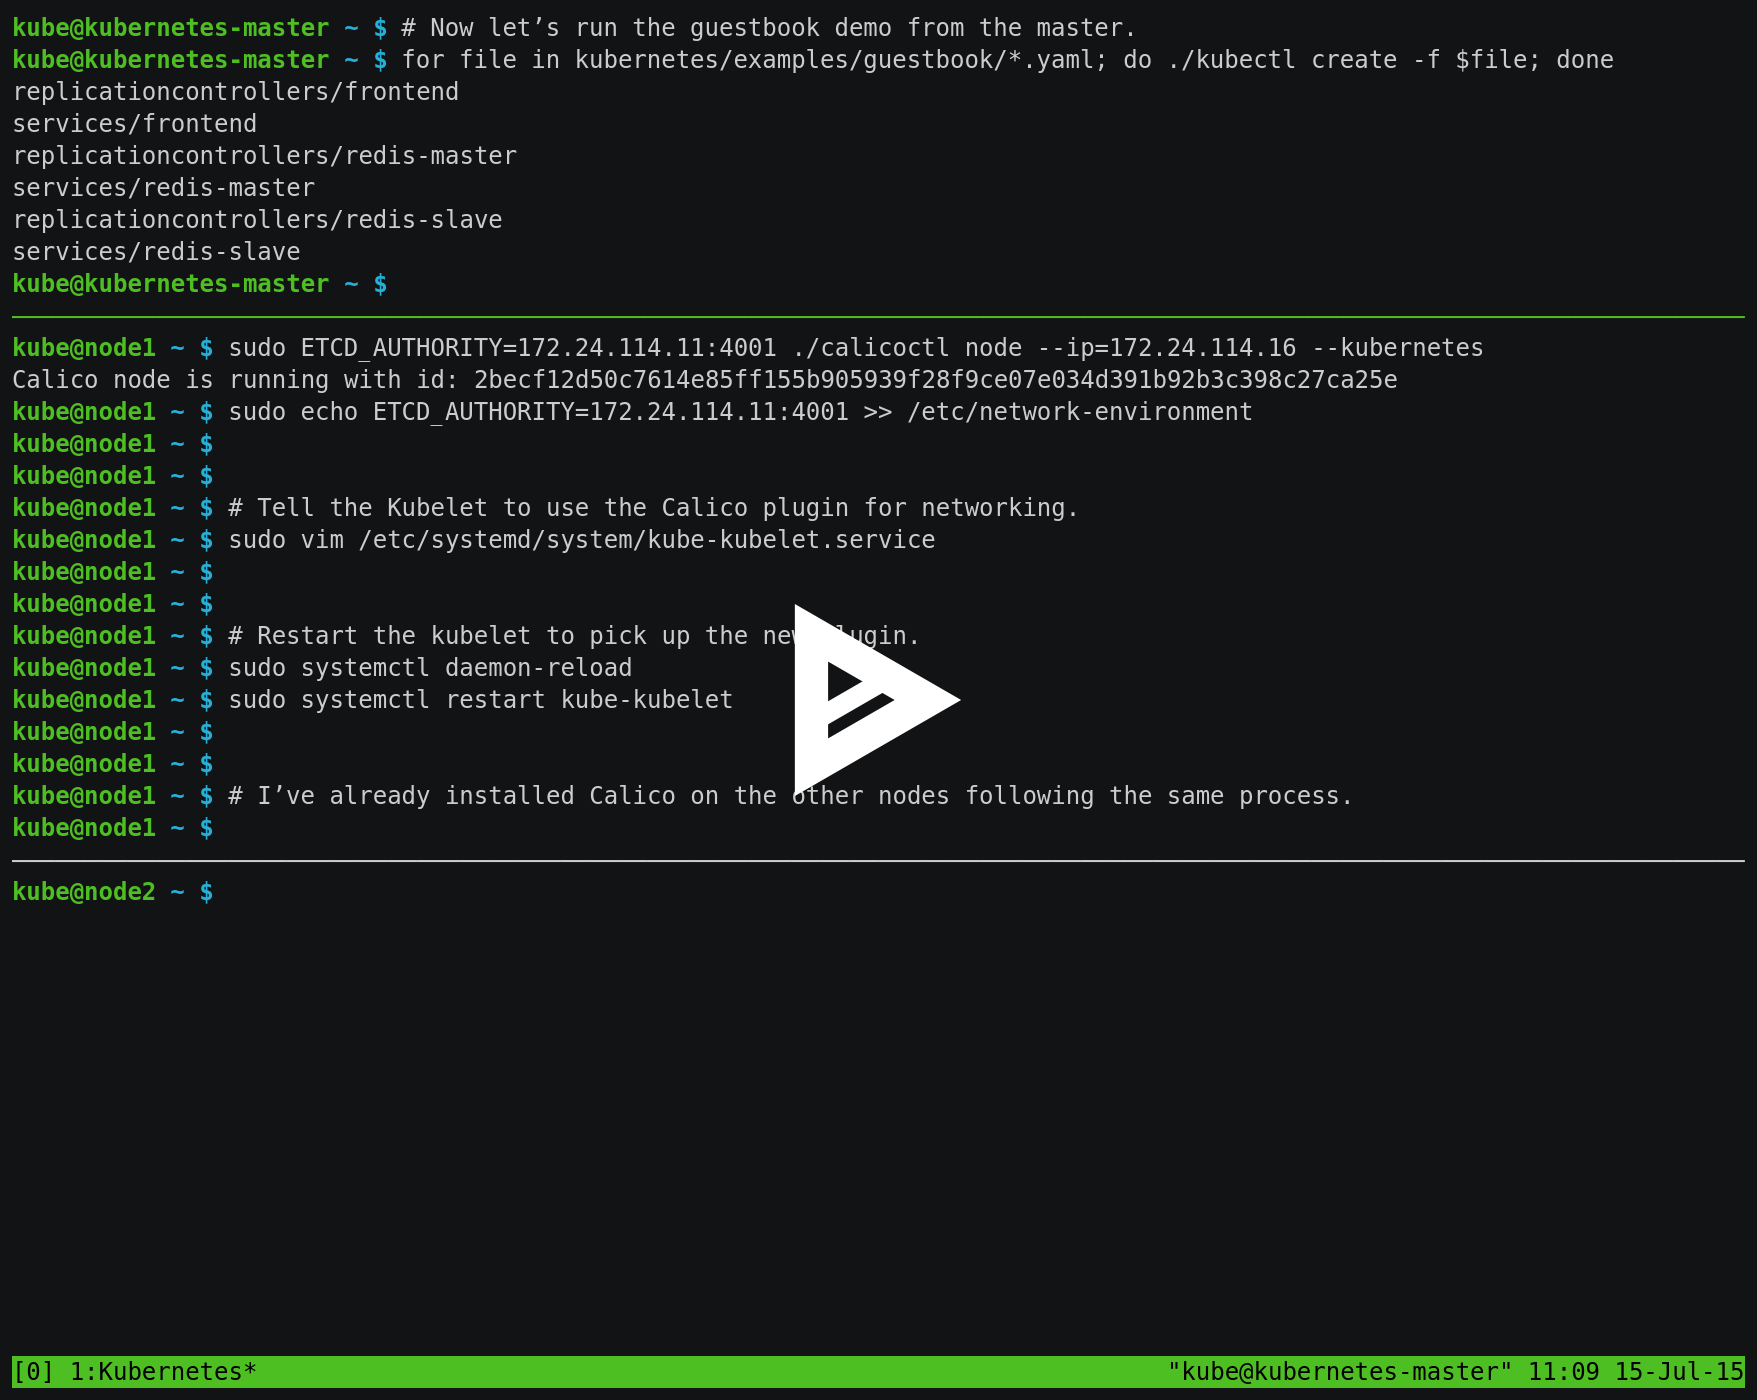 kube@kubernetes-master ~ $ # Now let’s run the guestbook demo from the master.
kube@kubernetes-master ~ $ for file in kubernetes/examples/guestbook/*.yaml; do ./kubectl create -f $file; done
replicationcontrollers/frontend
services/frontend
replicationcontrollers/redis-master
services/redis-master
replicationcontrollers/redis-slave
services/redis-slave
kube@kubernetes-master ~ $
kube@node1 ~ $ sudo ETCD_AUTHORITY=172.24.114.11:4001 ./calicoctl node --ip=172.24.114.16 --kubernetes
Calico node is running with id: 2becf12d50c7614e85ff155b905939f28f9ce07e034d391b92b3c398c27ca25e
kube@node1 ~ $ sudo echo ETCD_AUTHORITY=172.24.114.11:4001 >> /etc/network-environment
kube@node1 ~ $
kube@node1 ~ $
kube@node1 ~ $ # Tell the Kubelet to use the Calico plugin for networking.
kube@node1 ~ $ sudo vim /etc/systemd/system/kube-kubelet.service
kube@node1 ~ $
kube@node1 ~ $
kube@node1 ~ $ # Restart the kubelet to pick up the new plugin.
kube@node1 ~ $ sudo systemctl daemon-reload
kube@node1 ~ $ sudo systemctl restart kube-kubelet
kube@node1 ~ $
kube@node1 ~ $
kube@node1 ~ $ # I’ve already installed Calico on the other nodes following the same process.
kube@node1 ~ $
kube@node2 ~ $
[0] 1:Kubernetes* "kube@kubernetes-master" 11:09 15-Jul-15